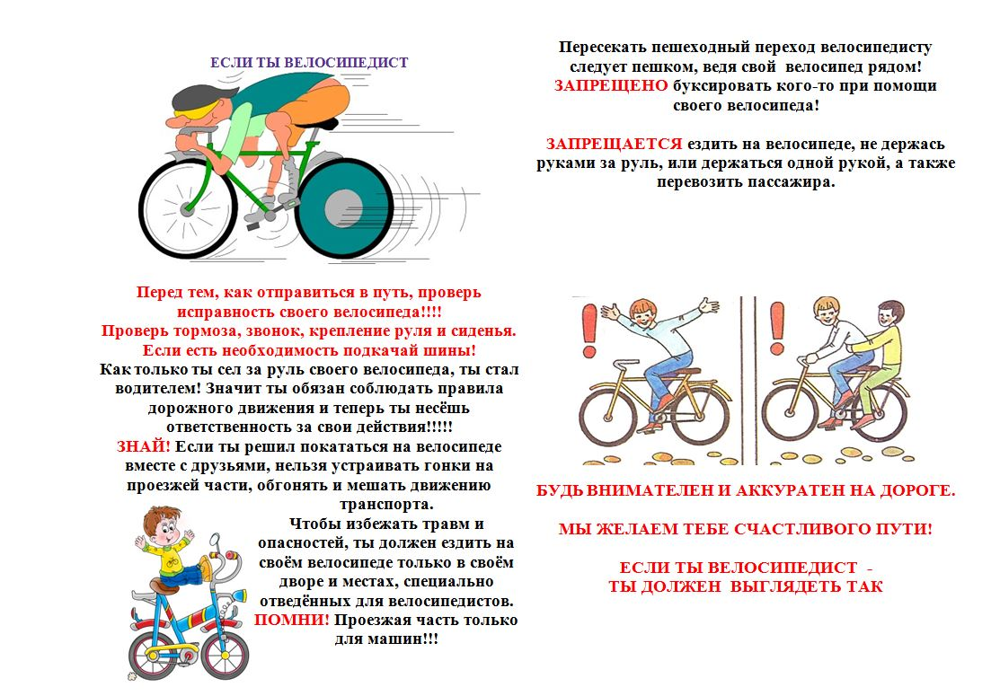 ЕСЛИ ТЫ ВЕЛОСИПЕДИСТ
Перед тем, как отправиться в путь, проверь
исправность своего велосипеда!!!!
Проверь тормоза, звонок, крепление руля и сиденья.
Если есть необходимость подкачай шины!
Как только ты сел за руль своего велосипеда, ты стал
водителем! Значит ты обязан соблюдать правила
дорожного движения и теперь ты несёшь
ответственность за свои действия!!!!!
ЗНАЙ! Если ты решил покататься на велосипеде
вместе с друзьями, нельзя устраивать гонки на
проезжей части, обгонять и мешать движению
транспорта.
Чтобы избежать травм и
опасностей, ты должен ездить на
своём велосипеде только в своём
дворе и местах, специально
отведённых для велосипедистов.
ПОМНИ! Проезжая часть только
для машин!!!
Пересекать пешеходный переход велосипедисту
следует пешком, ведя свой велосипед рядом!
ЗАПРЕЩЕНО буксировать кого-то при помощи
своего велосипеда!
ЗАПРЕЩАЕТСЯ ездить на велосипеде, не держась
руками за руль, или держаться одной рукой, а также
перевозить пассажира.
БУДЬ ВНИМАТЕЛЕН И АККУРАТЕН НА ДОРОГЕ.
МЫ ЖЕЛАЕМ ТЕБЕ СЧАСТЛИВОГО ПУТИ!
ЕСЛИ ТЫ ВЕЛОСИПЕДИСТ -
ТЫ ДОЛЖЕН ВЫГЛЯДЕТЬ ТАК